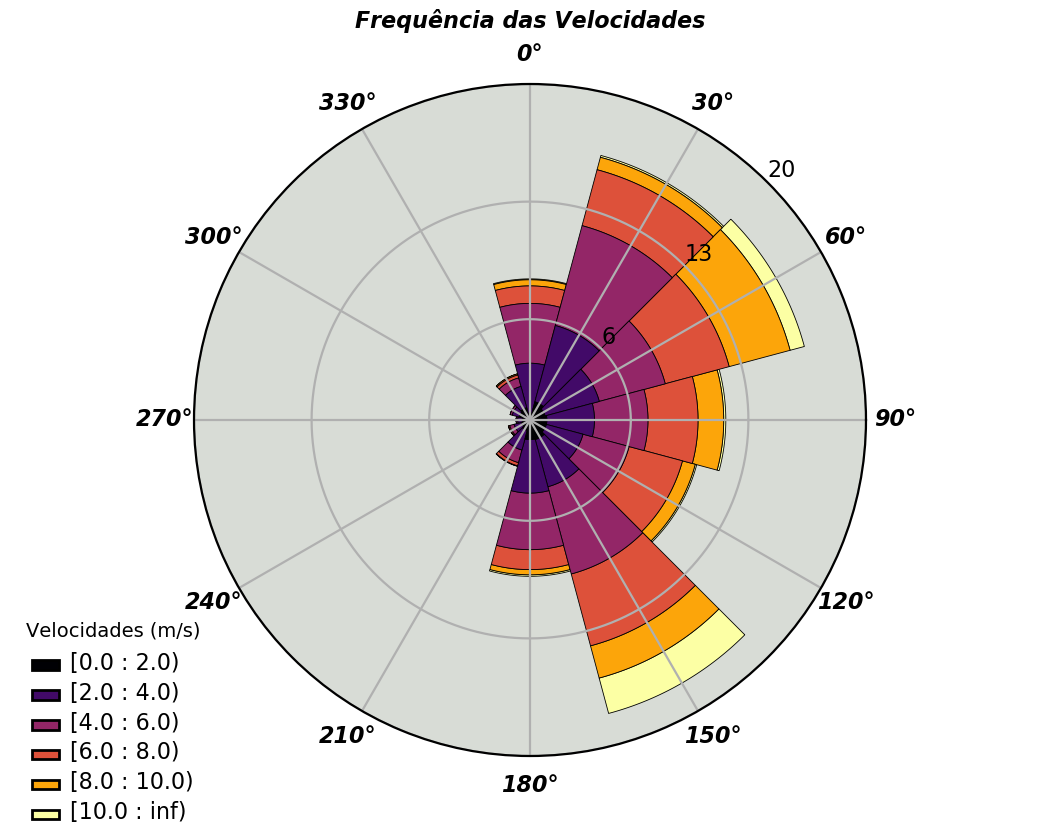 Frequência das Velocidades
0°
330°
30°
20
300°
60°
13
6
270°
90°
240°
120°
210°
150°
180°
Velocidades (m/s)
[0.0 : 2.0)
[2.0 : 4.0)
[4.0 : 6.0)
[6.0 : 8.0)
[8.0 : 10.0)
[10.0 : inf)